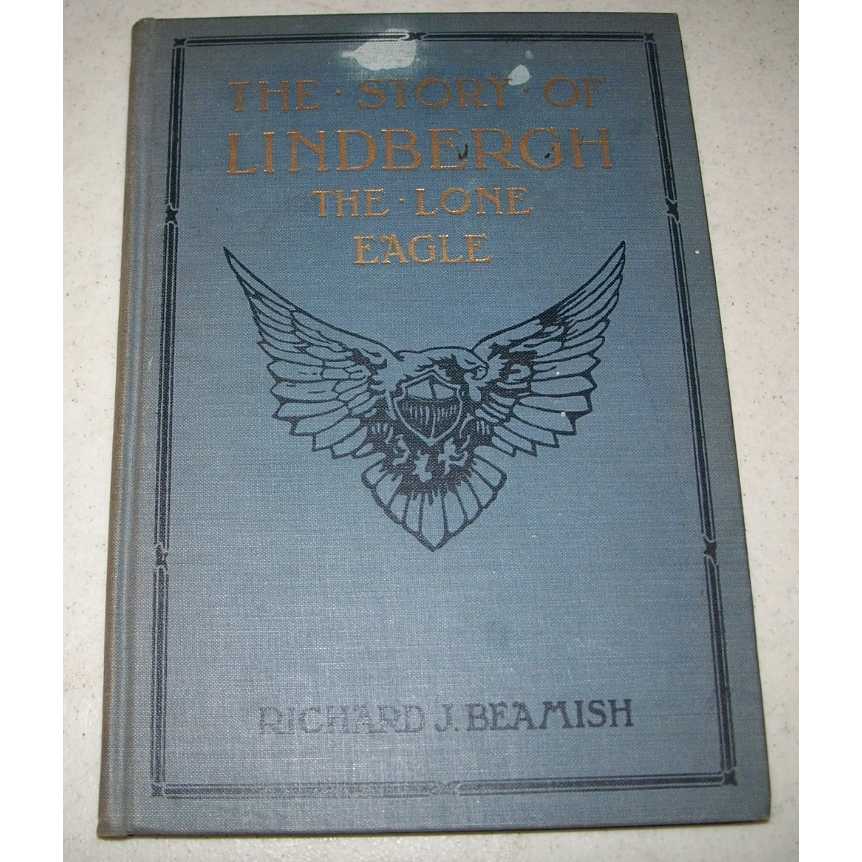 THE · STORY · OF
LINDBERGH
THE · LONE
EAGLE
RICHARD J. BEAMISH